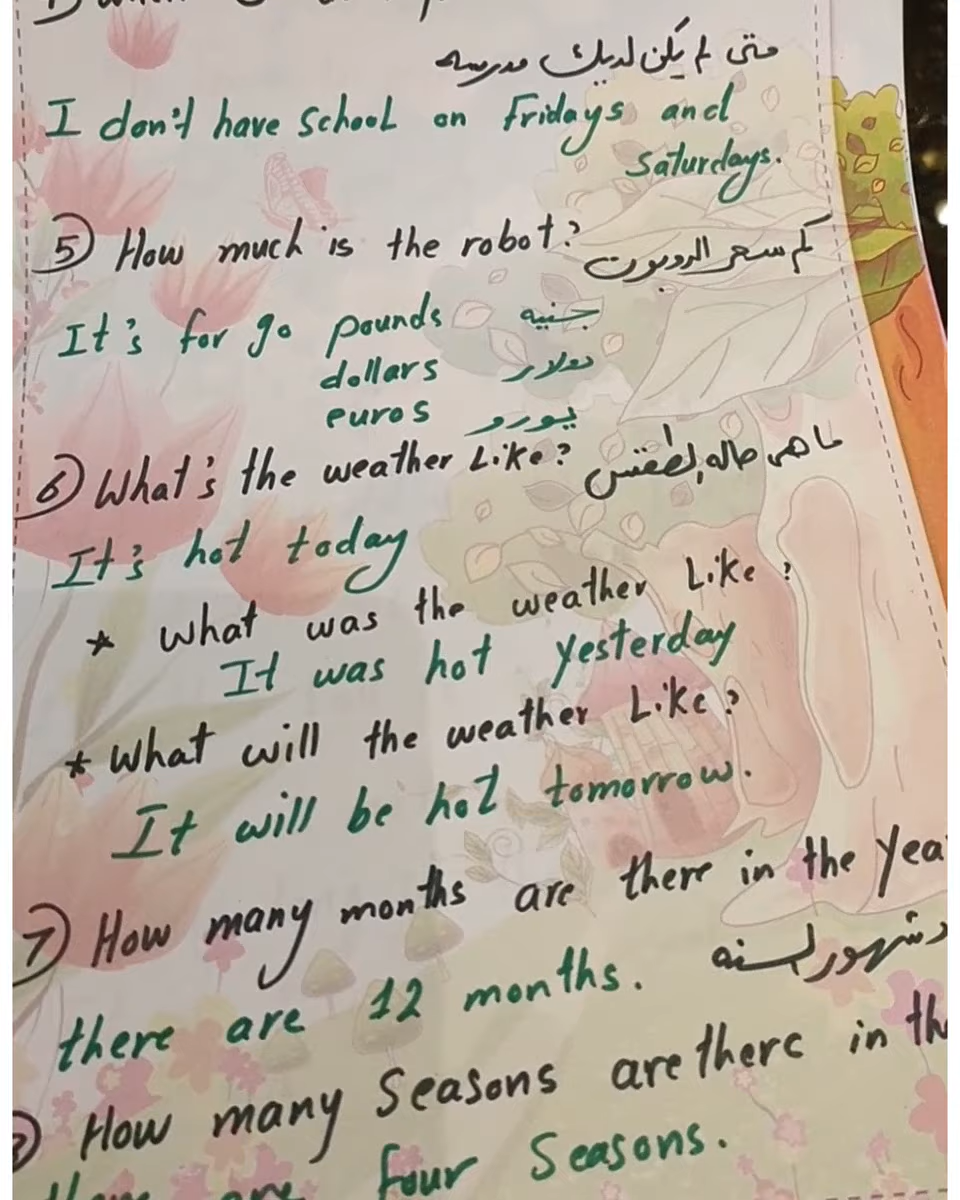 متى لم يكن لديك مدرسه
I don't have school on Fridays and
Saturdays.
5) How much is the robot? كم سعر الروبوت
It's for 90 pounds جنيه
dollars دولار
euros يورو
6) What's the weather Like? ما هى حاله الطقس
It's hot today
* What was the weather Like?
It was hot yesterday
* What will the weather Like?
It will be hot tomorrow.
7) How many months are there in the yea
شهور السنه
there are 12 months.
How many Seasons are there in th
four Seasons.